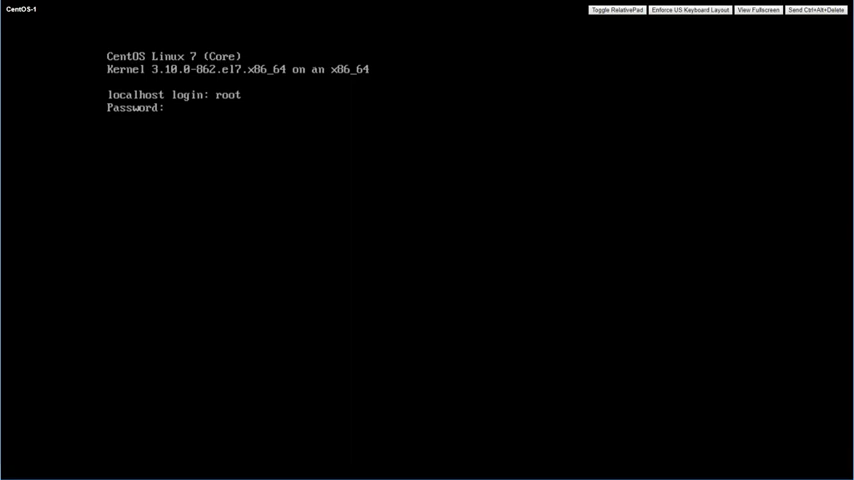 CentOS-1
Toggle RelativePad Enforce US Keyboard Layout View Fullscreen Send Ctrl+Alt+Delete
CentOS Linux 7 (Core)
Kernel 3.10.0-862.el7.x86_64 on an x86_64
localhost login: root
Password: